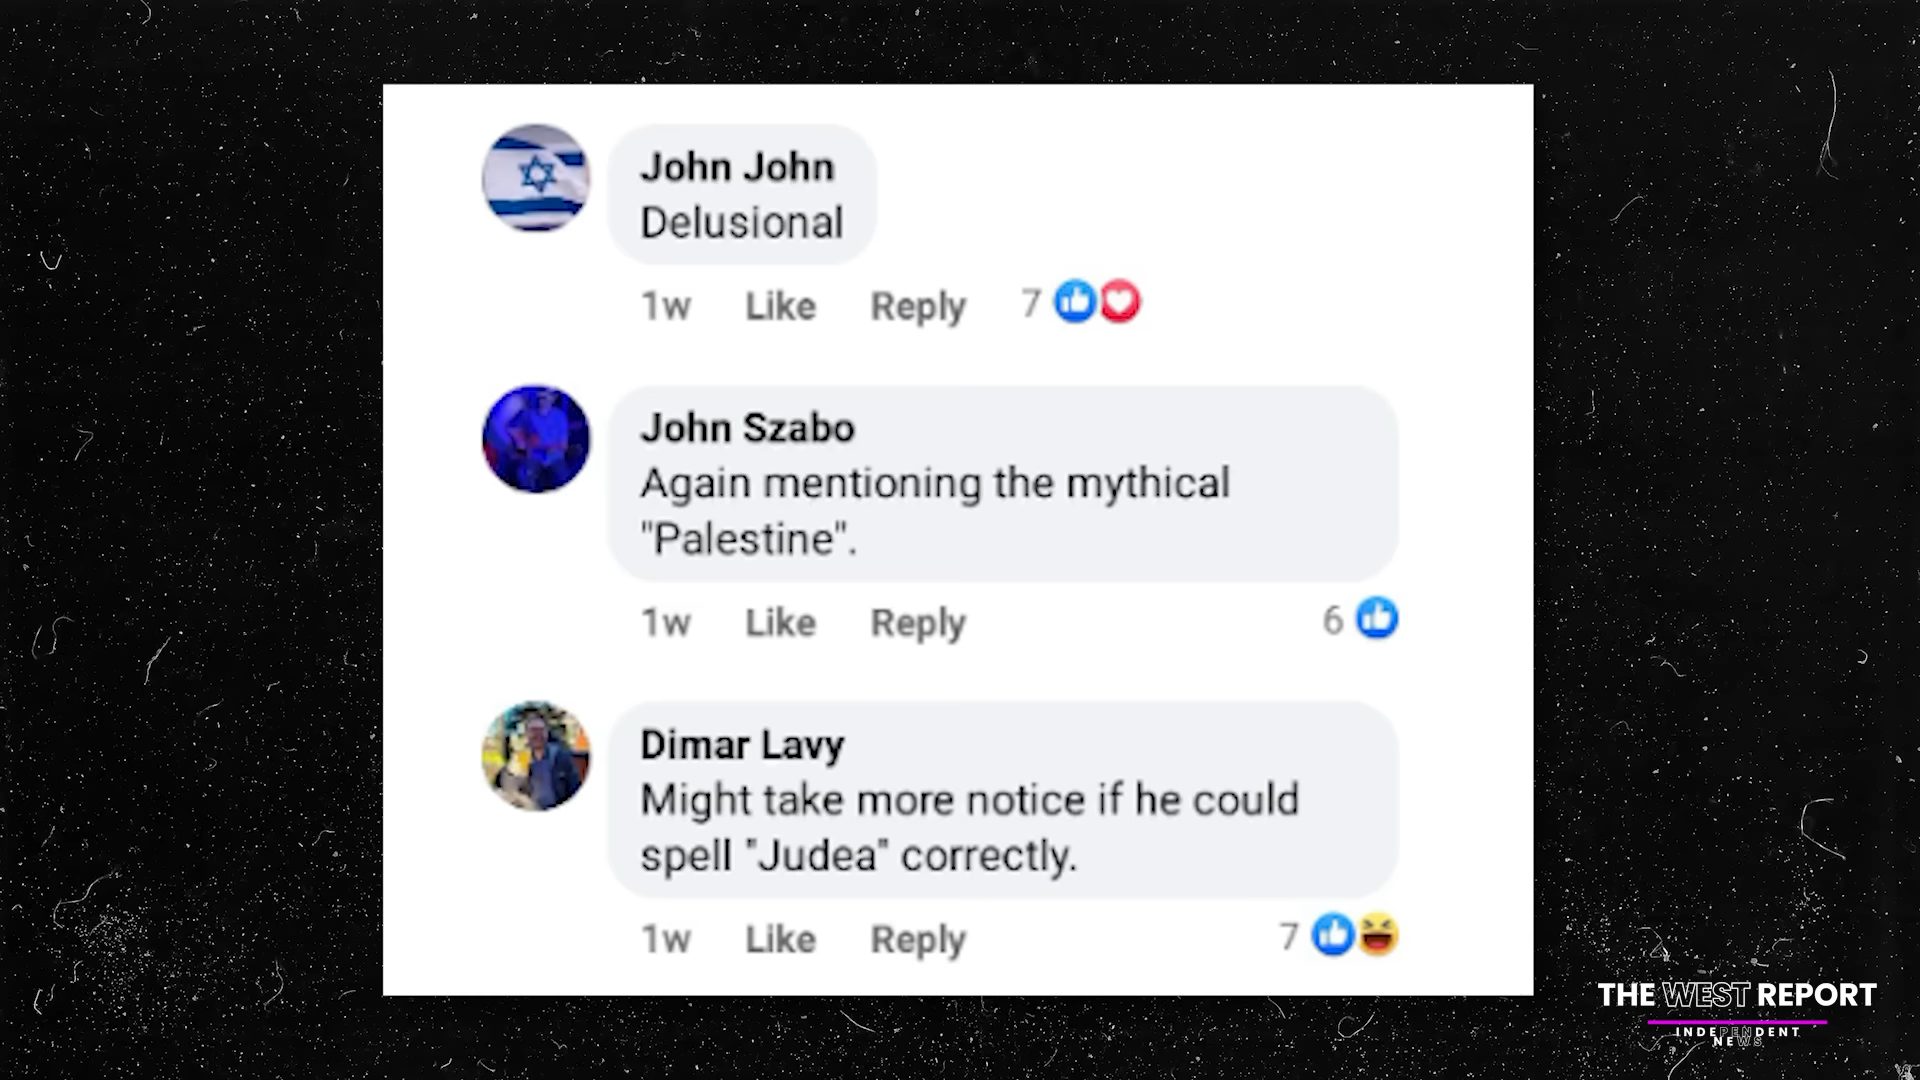 John John
Delusional
1w Like Reply 7
John Szabo
Again mentioning the mythical
"Palestine".
1w Like Reply 6
Dimar Lavy
Might take more notice if he could
spell "Judea" correctly.
1w Like Reply 7
THE WEST REPORT
INDEPENDENT
NEWS